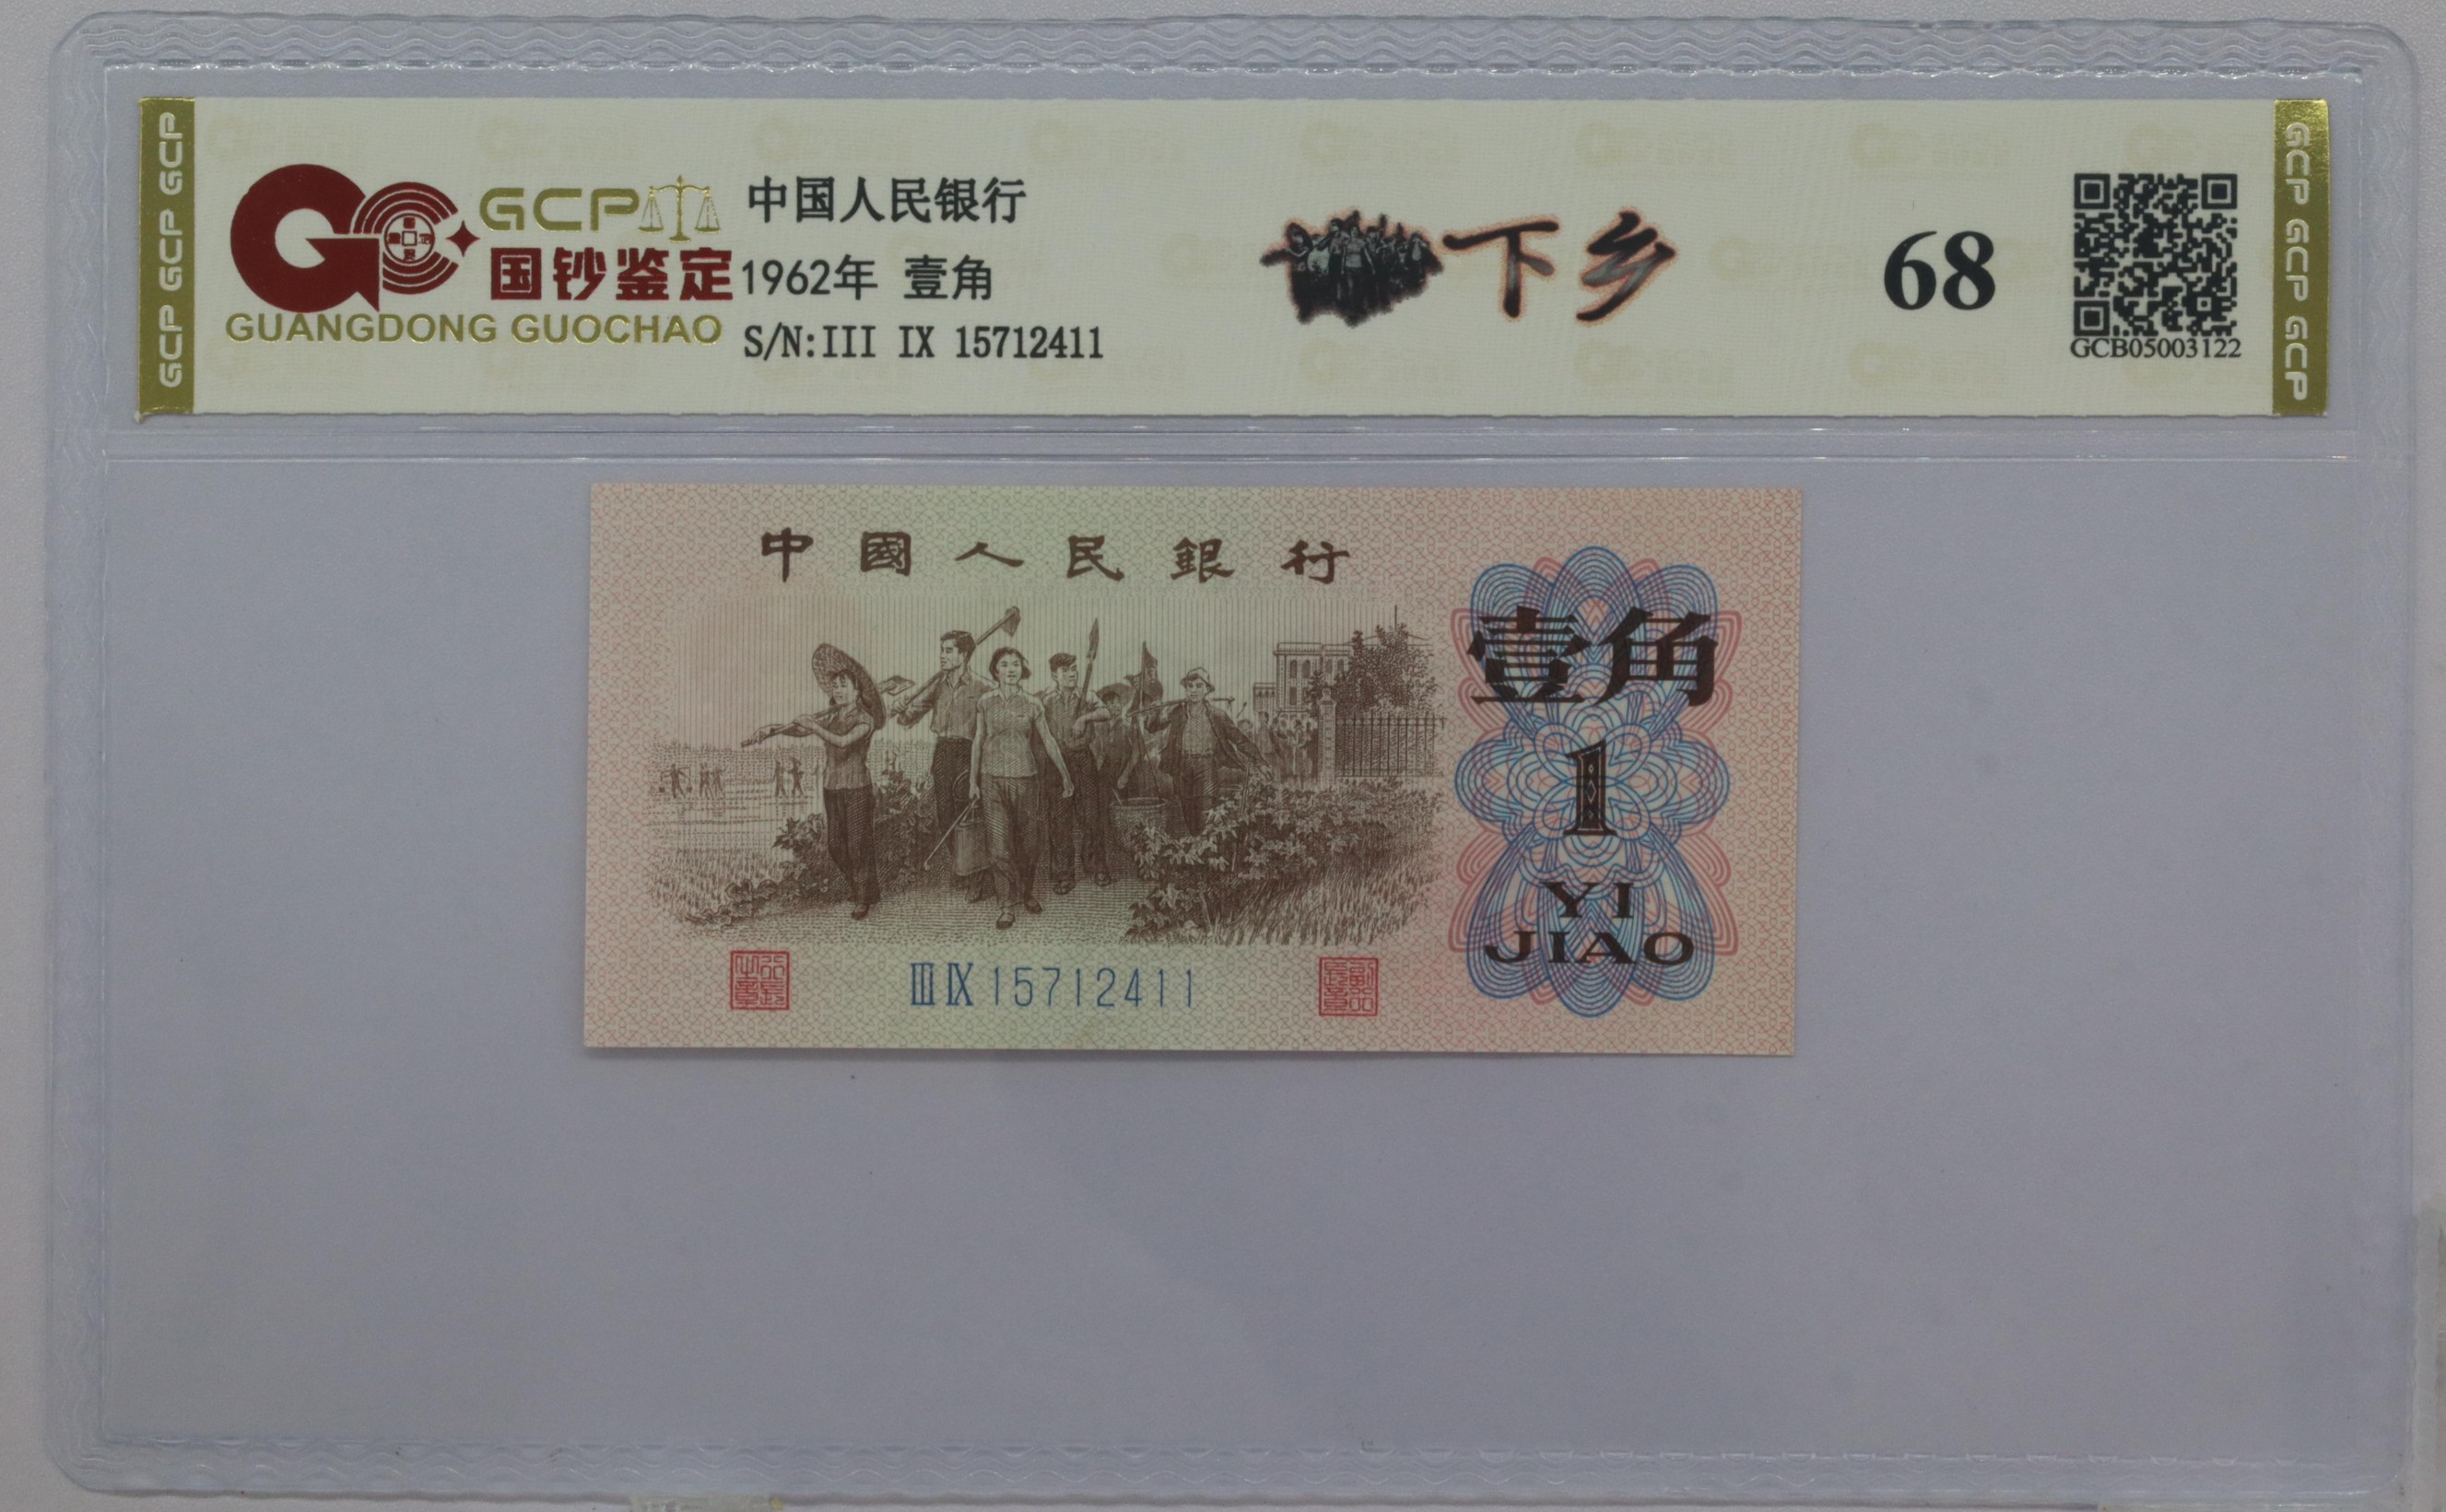 GCP GCP GCP
GCP
国钞鉴定
GUANGDONG GUOCHAO
中国人民银行
1962年 壹角
S/N:III IX 15712411
下乡
68
GCB05003122
GCP GCP GCP
中國人民銀行
壹角
1
YI
JIAO
III IX 15712411